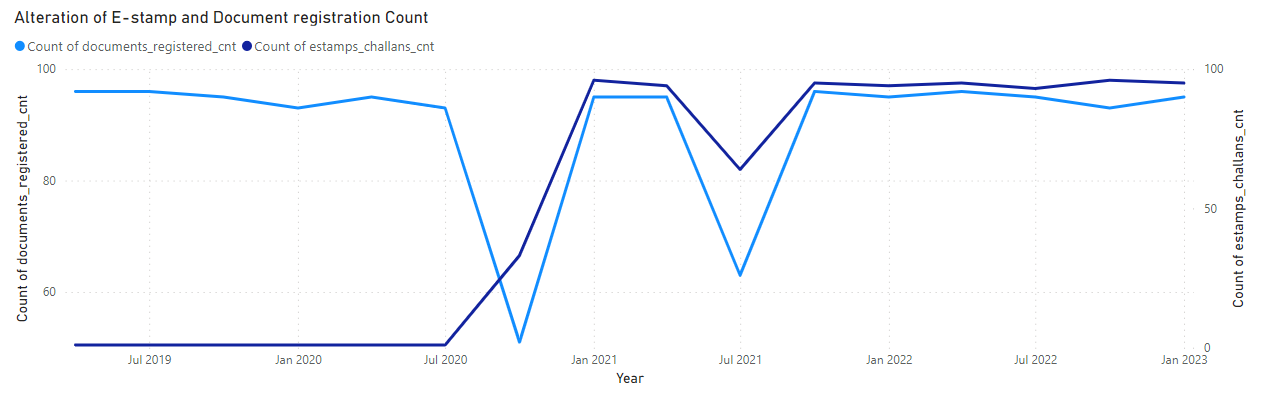 Alteration of E-stamp and Document registration Count
Count of documents_registered_cnt Count of estamps_challans_cnt
100
80
60
Count of documents_registered_cnt
100
50
0
Count of estamps_challans_cnt
Jul 2019 Jan 2020 Jul 2020 Jan 2021 Jul 2021 Jan 2022 Jul 2022 Jan 2023
Year